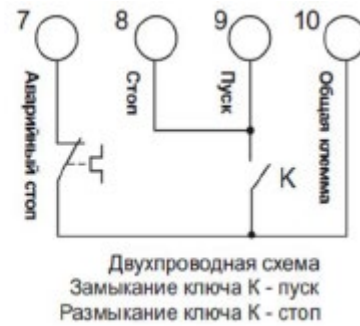 7 8 9 10
Аварийный стоп
Стоп
Пуск
Общая клемма
К
Двухпроводная схема
Замыкание ключа К - пуск
Размыкание ключа К - стоп